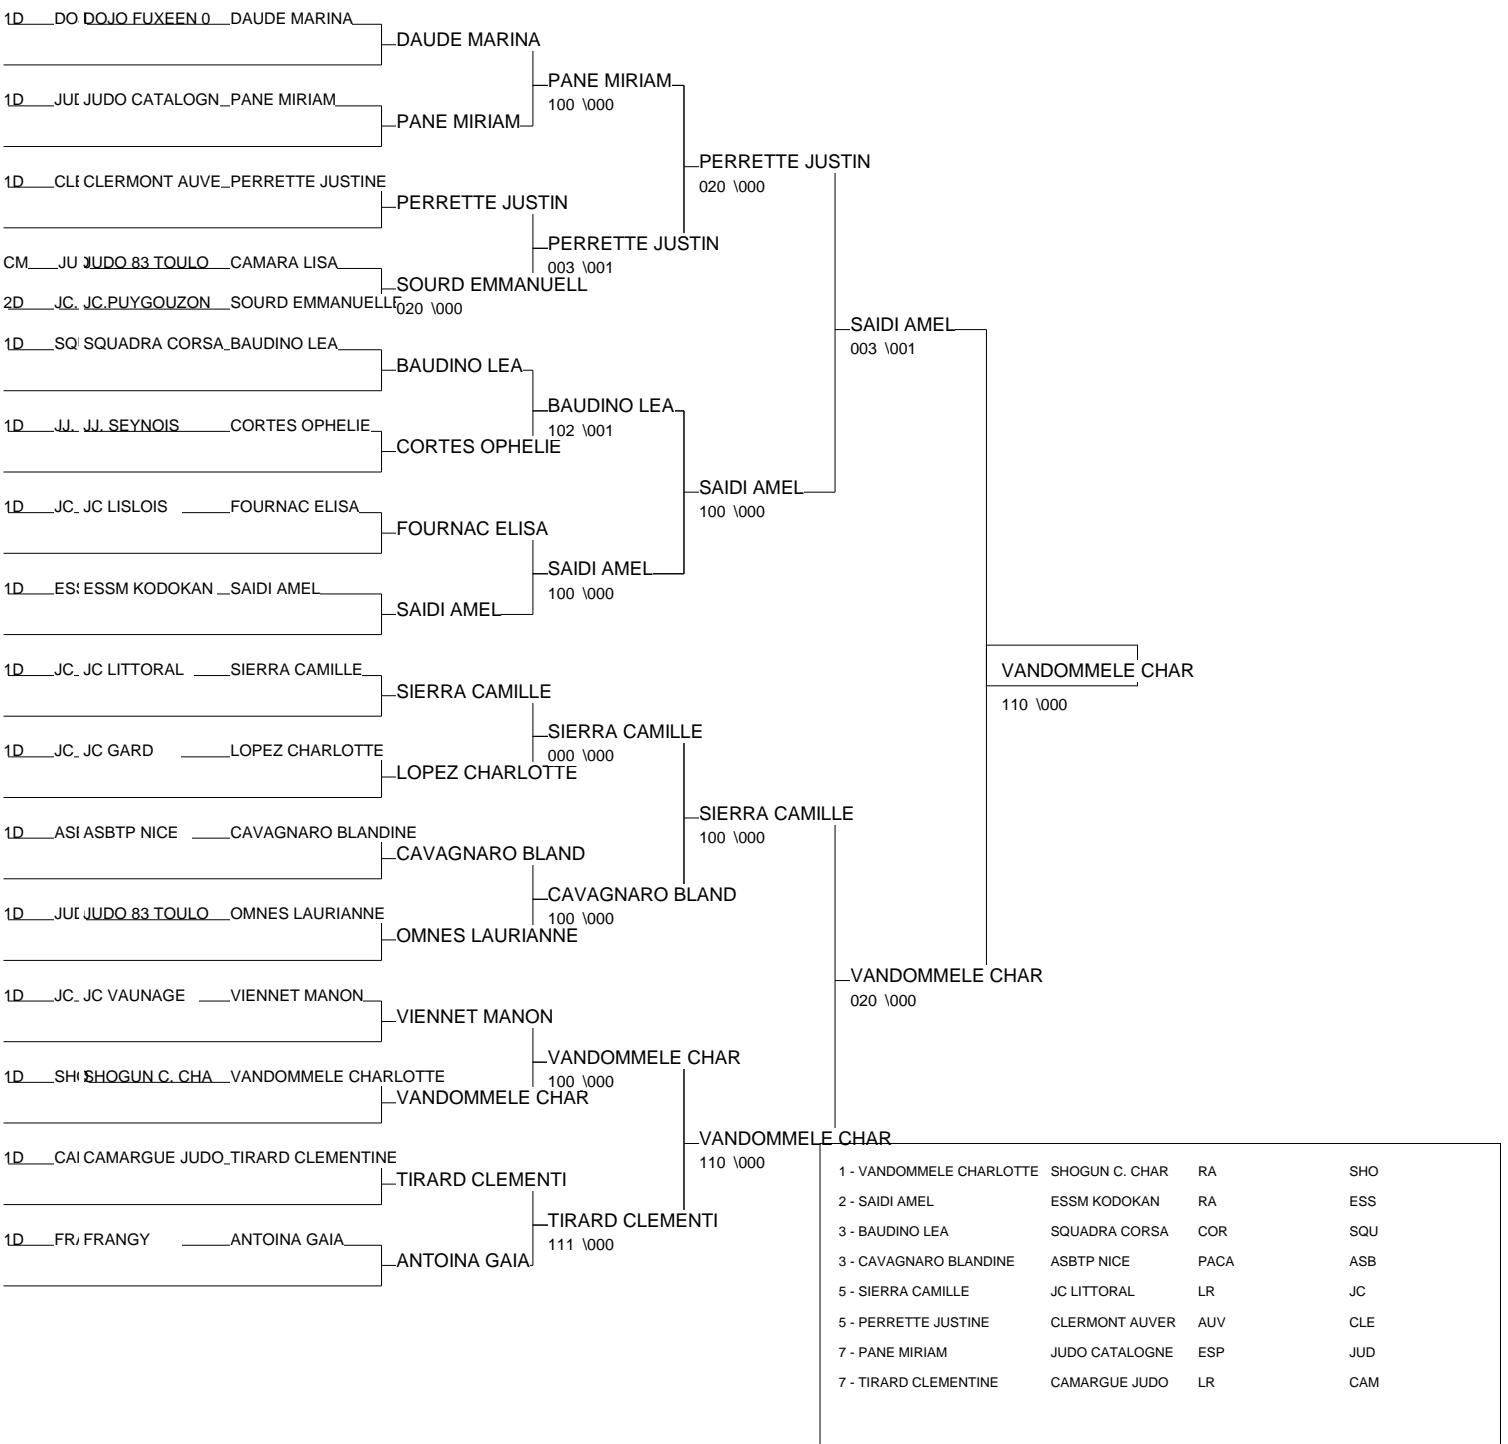 1D DO DOJO FUXEEN 0 DAUDE MARINA
DAUDE MARINA
PANE MIRIAM
100 \000
1D JUD JUDO CATALOGN PANE MIRIAM
PANE MIRIAM
PERRETTE JUSTIN
020 \000
1D CLE CLERMONT AUVE PERRETTE JUSTINE
PERRETTE JUSTIN
PERRETTE JUSTIN
003 \001
CM JU JUDO 83 TOULO CAMARA LISA
SOURD EMMANUELL
020 \000
2D JC. JC.PUYGOUZON SOURD EMMANUELLE
SAIDI AMEL
003 \001
1D SQ SQUADRA CORSA BAUDINO LEA
BAUDINO LEA
BAUDINO LEA
102 \001
1D JJ. JJ. SEYNOIS CORTES OPHELIE
CORTES OPHELIE
SAIDI AMEL
100 \000
1D JC JC LISLOIS FOURNAC ELISA
FOURNAC ELISA
SAIDI AMEL
100 \000
1D ESS ESSM KODOKAN SAIDI AMEL
SAIDI AMEL
VANDOMMELE CHAR
110 \000
1D JC JC LITTORAL SIERRA CAMILLE
SIERRA CAMILLE
SIERRA CAMILLE
000 \000
1D JC JC GARD LOPEZ CHARLOTTE
LOPEZ CHARLOTTE
SIERRA CAMILLE
100 \000
1D ASB ASBTP NICE CAVAGNARO BLANDINE
CAVAGNARO BLAND
CAVAGNARO BLAND
100 \000
1D JUD JUDO 83 TOULO OMNES LAURIANNE
OMNES LAURIANNE
VANDOMMELE CHAR
020 \000
1D JC JC VAUNAGE VIENNET MANON
VIENNET MANON
VANDOMMELE CHAR
100 \000
1D SHO SHOGUN C. CHA VANDOMMELE CHARLOTTE
VANDOMMELE CHAR
VANDOMMELE CHAR
110 \000
1D CA CAMARGUE JUDO TIRARD CLEMENTINE
TIRARD CLEMENTI
TIRARD CLEMENTI
111 \000
1D FRA FRANGY ANTOINA GAIA
ANTOINA GAIA
1 - VANDOMMELE CHARLOTTE SHOGUN C. CHAR RA SHO
2 - SAIDI AMEL ESSM KODOKAN RA ESS
3 - BAUDINO LEA SQUADRA CORSA COR SQU
3 - CAVAGNARO BLANDINE ASBTP NICE PACA ASB
5 - SIERRA CAMILLE JC LITTORAL LR JC
5 - PERRETTE JUSTINE CLERMONT AUVER AUV CLE
7 - PANE MIRIAM JUDO CATALOGNE ESP JUD
7 - TIRARD CLEMENTINE CAMARGUE JUDO LR CAM